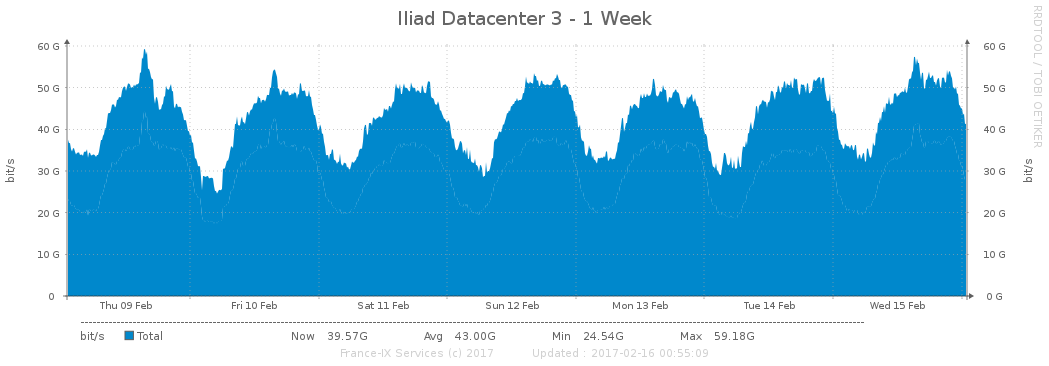 Iliad Datacenter 3 - 1 Week
RRDTOOL / TOBI OETIKER
60 G 60 G
50 G 50 G
40 G 40 G
30 G 30 G
20 G 20 G
10 G 10 G
0 0 G
bit/s bit/s
Thu 09 Feb Fri 10 Feb Sat 11 Feb Sun 12 Feb Mon 13 Feb Tue 14 Feb Wed 15 Feb
bit/s Total Now 39.57G Avg 43.00G Min 24.54G Max 59.18G
France-IX Services (c) 2017 Updated : 2017-02-16 00:55:09